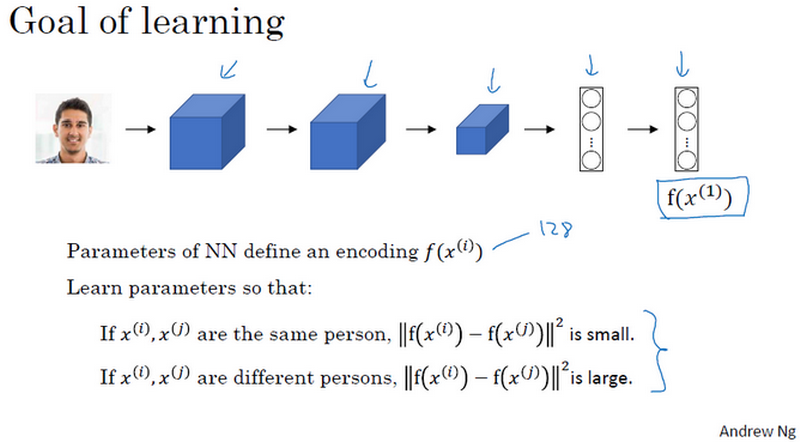 Goal of learning
f(x⁽¹⁾)
128
Parameters of NN define an encoding f(x⁽ⁱ⁾)
Learn parameters so that:
If x⁽ⁱ⁾, x⁽ʲ⁾ are the same person, ‖f(x⁽ⁱ⁾) – f(x⁽ʲ⁾)‖² is small.
If x⁽ⁱ⁾, x⁽ʲ⁾ are different persons, ‖f(x⁽ⁱ⁾) – f(x⁽ʲ⁾)‖² is large.
Andrew Ng